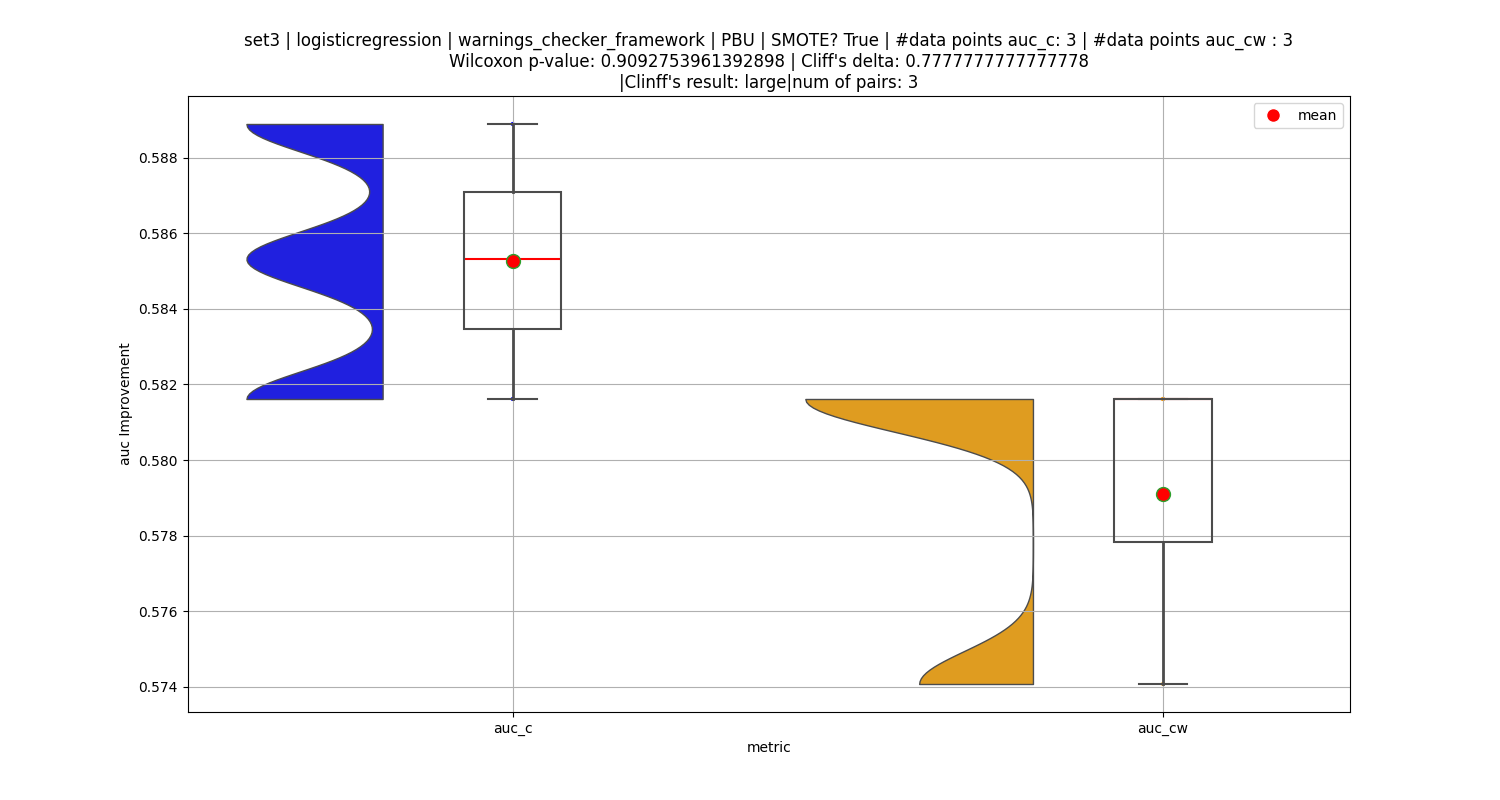 set3 | logisticregression | warnings_checker_framework | PBU | SMOTE? True | #data points auc_c: 3 | #data points auc_cw : 3
Wilcoxon p-value: 0.9092753961392898 | Cliff's delta: 0.7777777777777778
|Clinff's result: large|num of pairs: 3
mean
0.588
0.586
0.584
0.582
0.580
0.578
0.576
0.574
auc Improvement
auc_c
auc_cw
metric